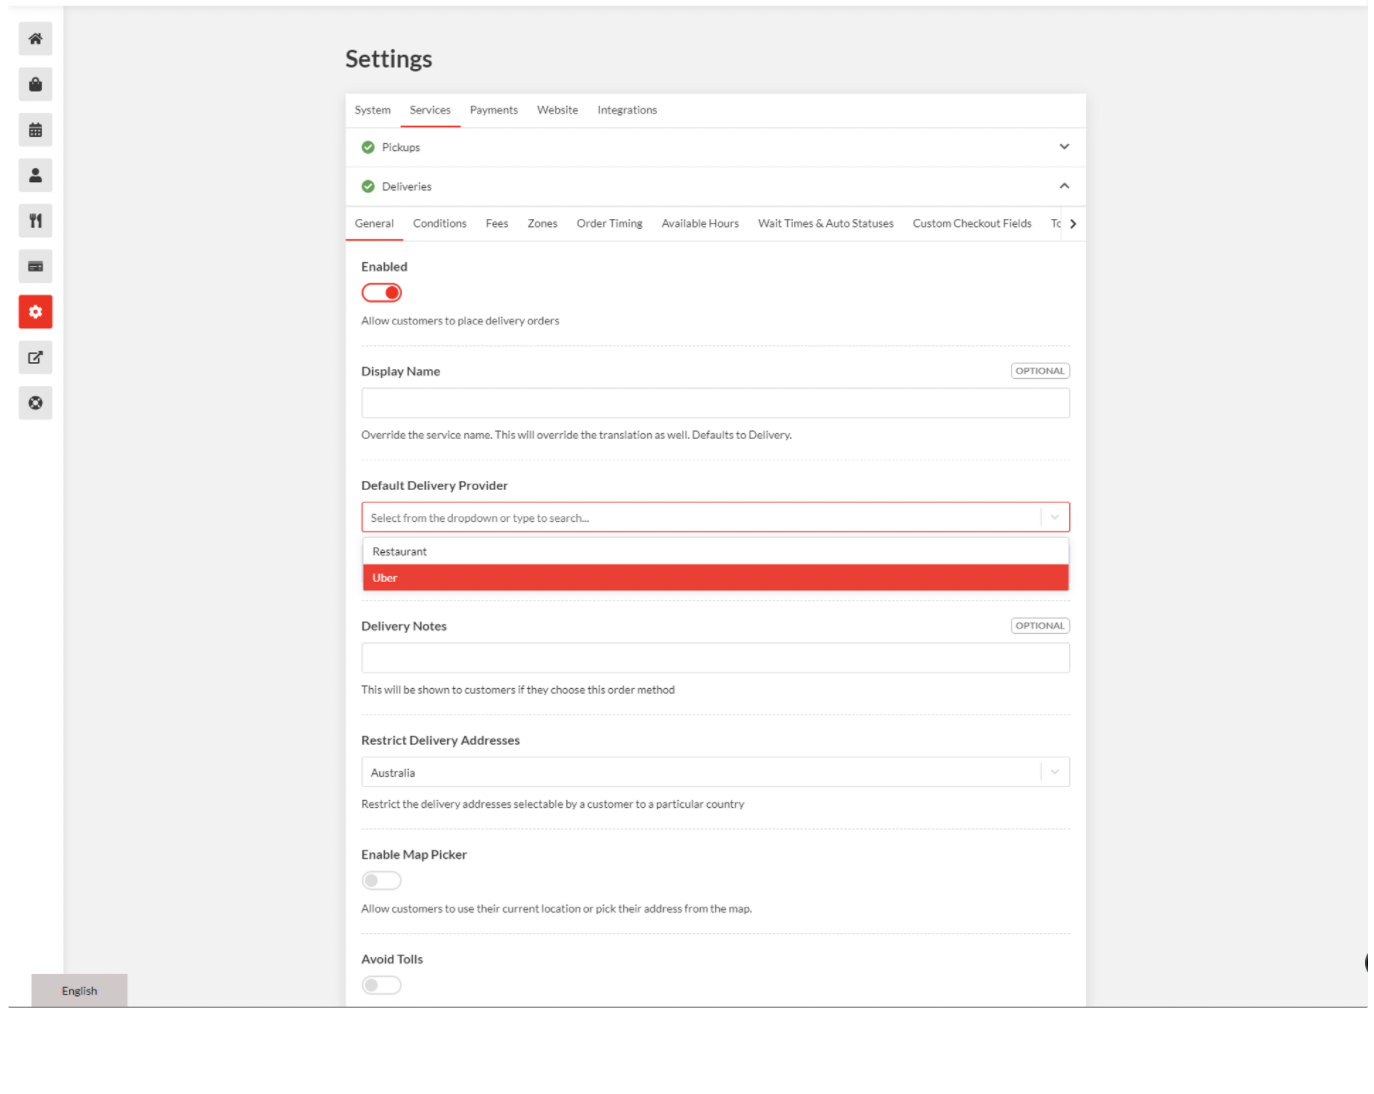 Settings
System Services Payments Website Integrations
Pickups
Deliveries
General Conditions Fees Zones Order Timing Available Hours Wait Times & Auto Statuses Custom Checkout Fields
Enabled
Allow customers to place delivery orders
Display Name OPTIONAL
Override the service name. This will override the translation as well. Defaults to Delivery.
Default Delivery Provider
Select from the dropdown or type to search...
Restaurant
Uber
Delivery Notes OPTIONAL
This will be shown to customers if they choose this order method
Restrict Delivery Addresses
Australia
Restrict the delivery addresses selectable by a customer to a particular country
Enable Map Picker
Allow customers to use their current location or pick their address from the map.
Avoid Tolls
English